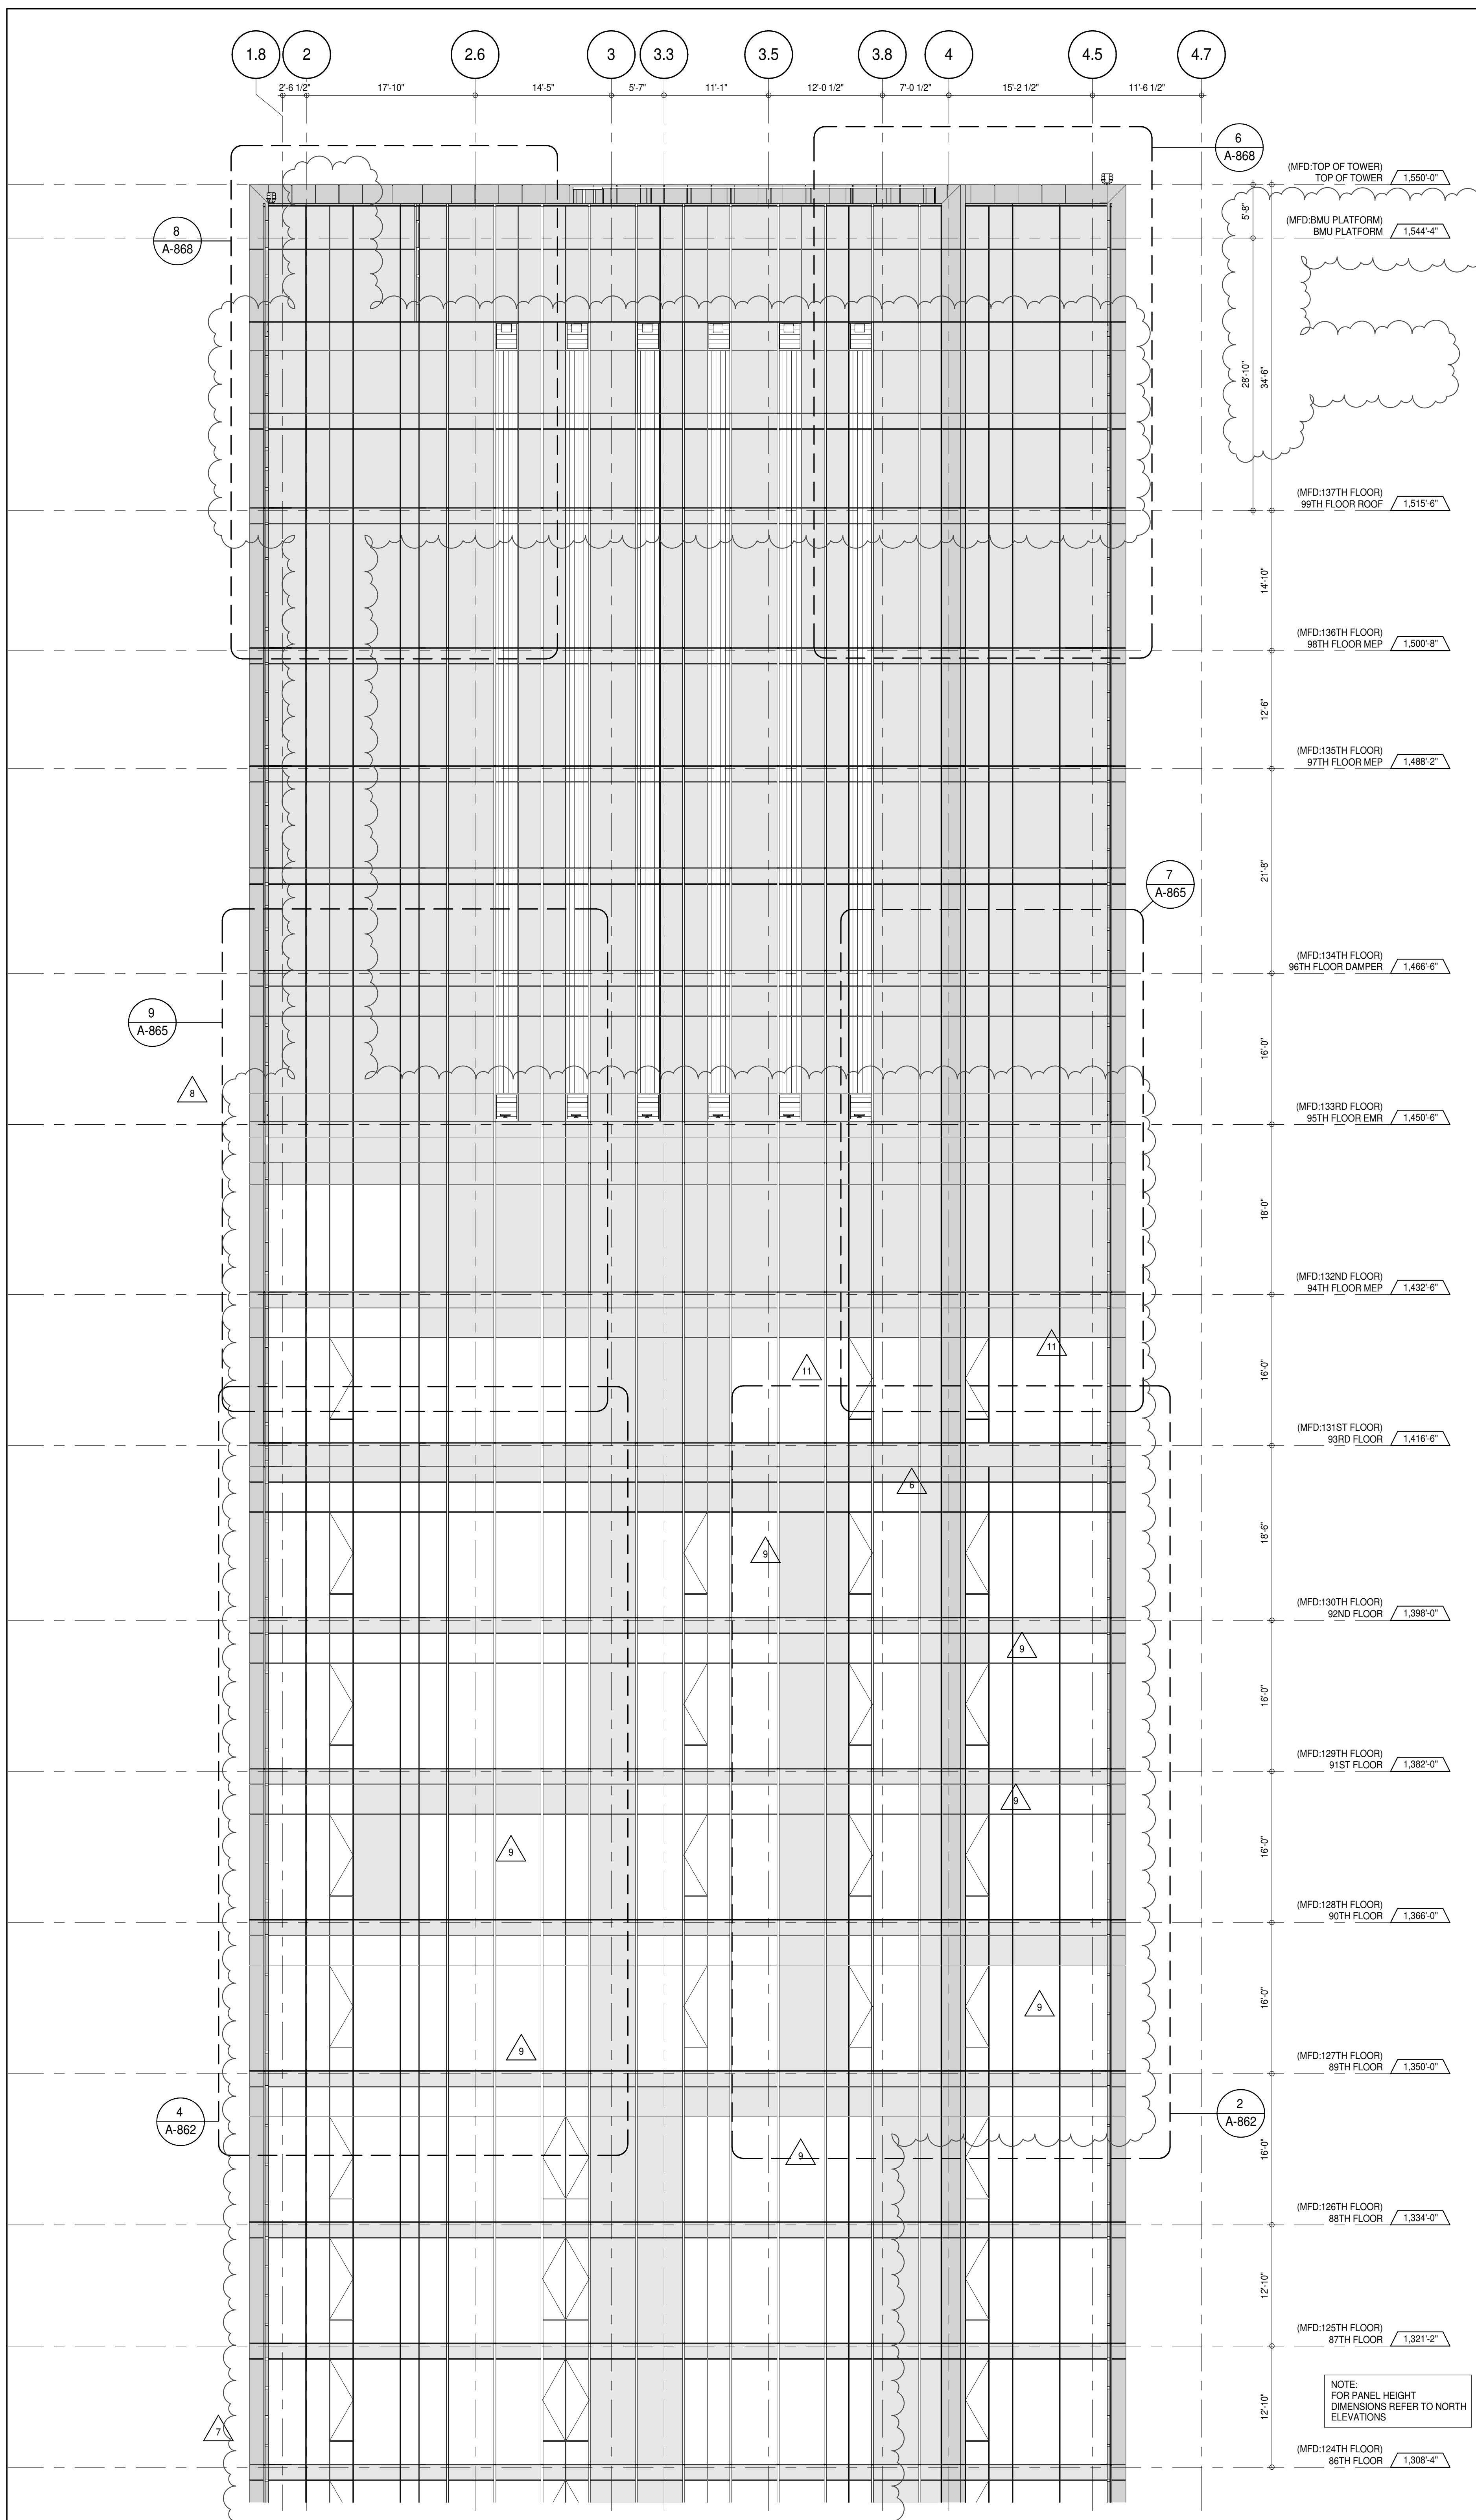 1.8
2
2.6
3
3.3
3.5
3.8
4
4.5
4.7
2'-6 1/2"
17'-10"
14'-5"
5'-7"
11'-1"
12'-0 1/2"
7'-0 1/2"
15'-2 1/2"
11'-6 1/2"
6
A-868
(MFD:TOP OF TOWER)
TOP OF TOWER 1,550'-0"
5'-8"
8
A-868
(MFD:BMU PLATFORM)
BMU PLATFORM 1,544'-4"
28'-10"
34'-6"
(MFD:137TH FLOOR)
99TH FLOOR ROOF 1,515'-6"
14'-10"
(MFD:136TH FLOOR)
98TH FLOOR MEP 1,500'-8"
12'-6"
(MFD:135TH FLOOR)
97TH FLOOR MEP 1,488'-2"
21'-8"
7
A-865
(MFD:134TH FLOOR)
96TH FLOOR DAMPER 1,466'-6"
9
A-865
16'-0"
8
(MFD:133RD FLOOR)
95TH FLOOR EMR 1,450'-6"
18'-0"
(MFD:132ND FLOOR)
94TH FLOOR MEP 1,432'-6"
11
11
16'-0"
(MFD:131ST FLOOR)
93RD FLOOR 1,416'-6"
6
9
18'-6"
(MFD:130TH FLOOR)
92ND FLOOR 1,398'-0"
9
16'-0"
(MFD:129TH FLOOR)
91ST FLOOR 1,382'-0"
9
9
16'-0"
(MFD:128TH FLOOR)
90TH FLOOR 1,366'-0"
9
16'-0"
9
(MFD:127TH FLOOR)
89TH FLOOR 1,350'-0"
4
A-862
2
A-862
9
16'-0"
(MFD:126TH FLOOR)
88TH FLOOR 1,334'-0"
12'-10"
(MFD:125TH FLOOR)
87TH FLOOR 1,321'-2"
12'-10"
NOTE:
FOR PANEL HEIGHT
DIMENSIONS REFER TO NORTH
ELEVATIONS
7
(MFD:124TH FLOOR)
86TH FLOOR 1,308'-4"